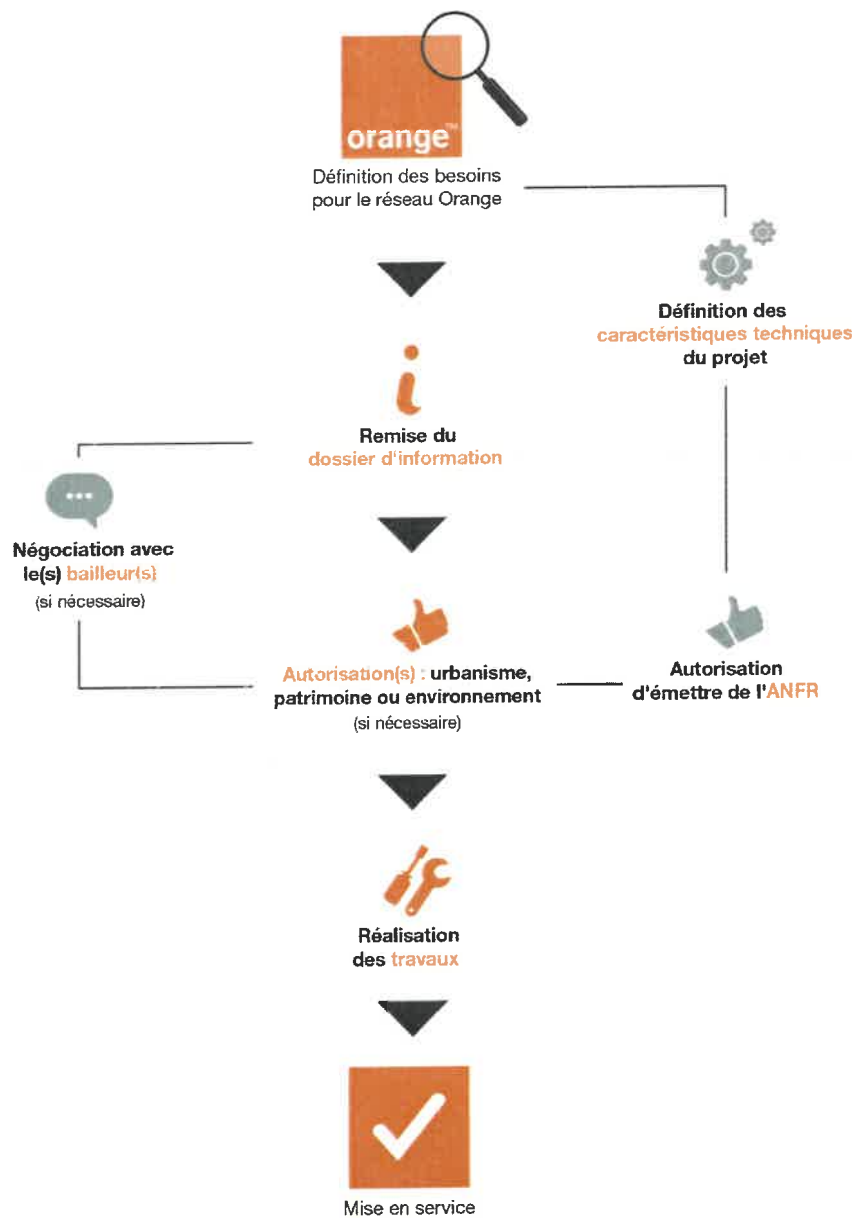 orange™
Définition des besoins
pour le réseau Orange
Définition des
caractéristiques techniques
du projet
Remise du
dossier d'information
Négociation avec
le(s) bailleur(s)
(si nécessaire)
Autorisation(s) : urbanisme,
patrimoine ou environnement
(si nécessaire)
Autorisation
d'émettre de l'ANFR
Réalisation
des travaux
Mise en service